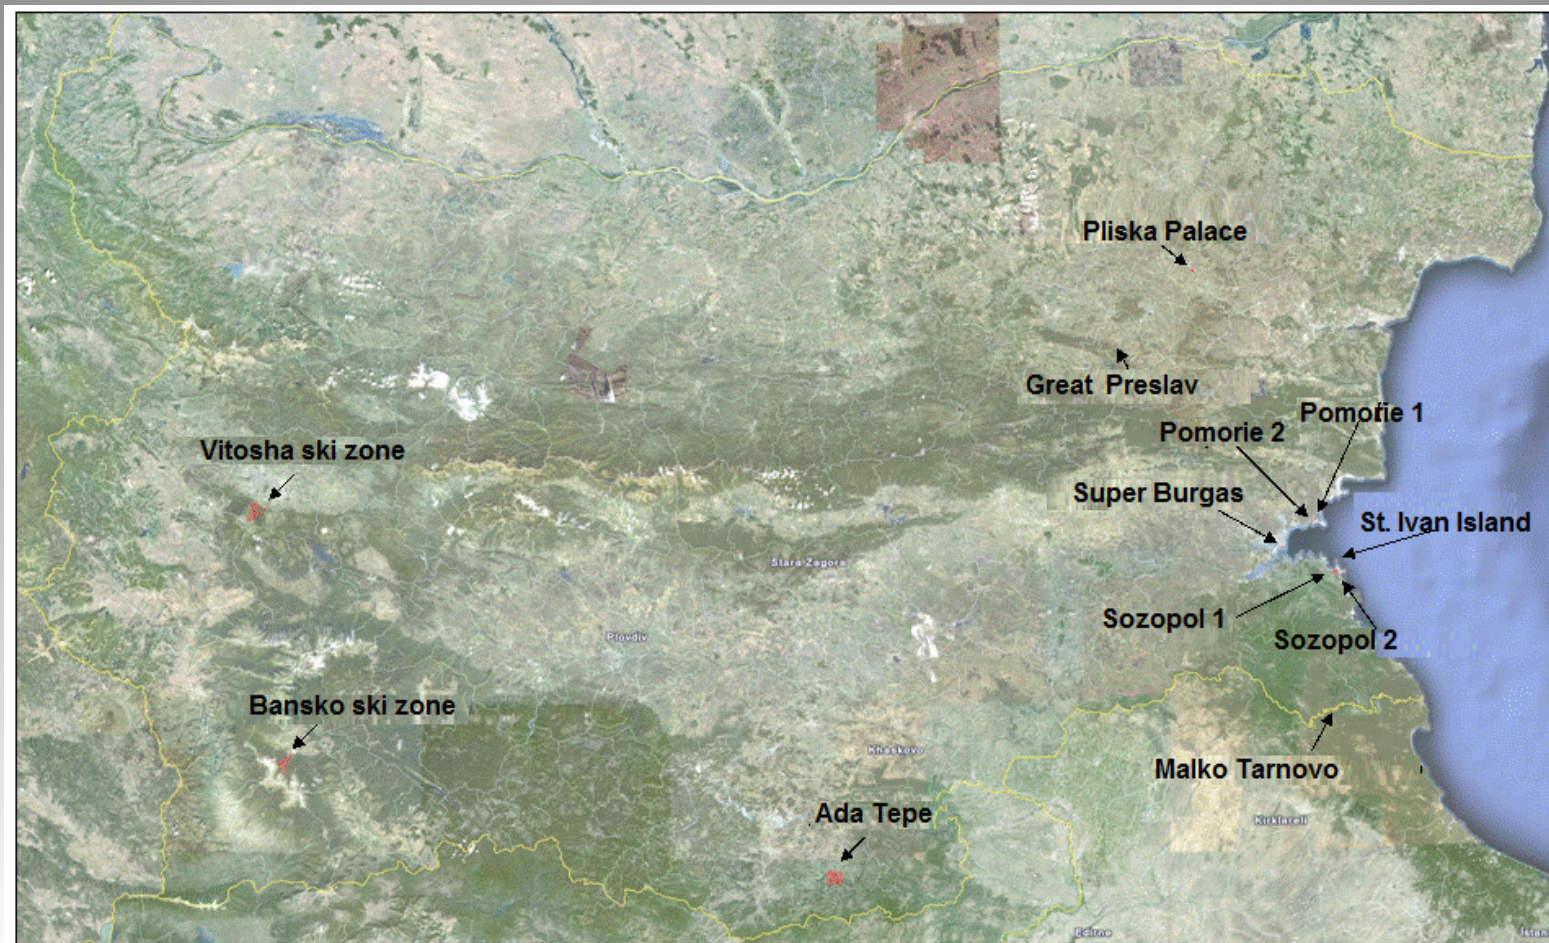 Pliska Palace
Great Preslav
Pomorie 1
Pomorie 2
Vitosha ski zone
Super Burgas
St. Ivan Island
Stara Zagora
Sozopol 1
Plovdiv
Sozopol 2
Bansko ski zone
Khaskovo
Malko Tarnovo
Ada Tepe
Kirklareli
Edirne